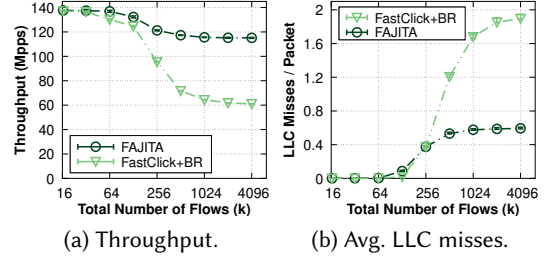 140
120
100
80
60
40
20
0
Throughput (Mpps)
FAJITA
FastClick+BR
16 64 256 1024 4096
Total Number of Flows (k)
(a) Throughput.
2
1.6
1.2
0.8
0.4
0
LLC Misses / Packet
FastClick+BR
FAJITA
16 64 256 1024 4096
Total Number of Flows (k)
(b) Avg. LLC misses.